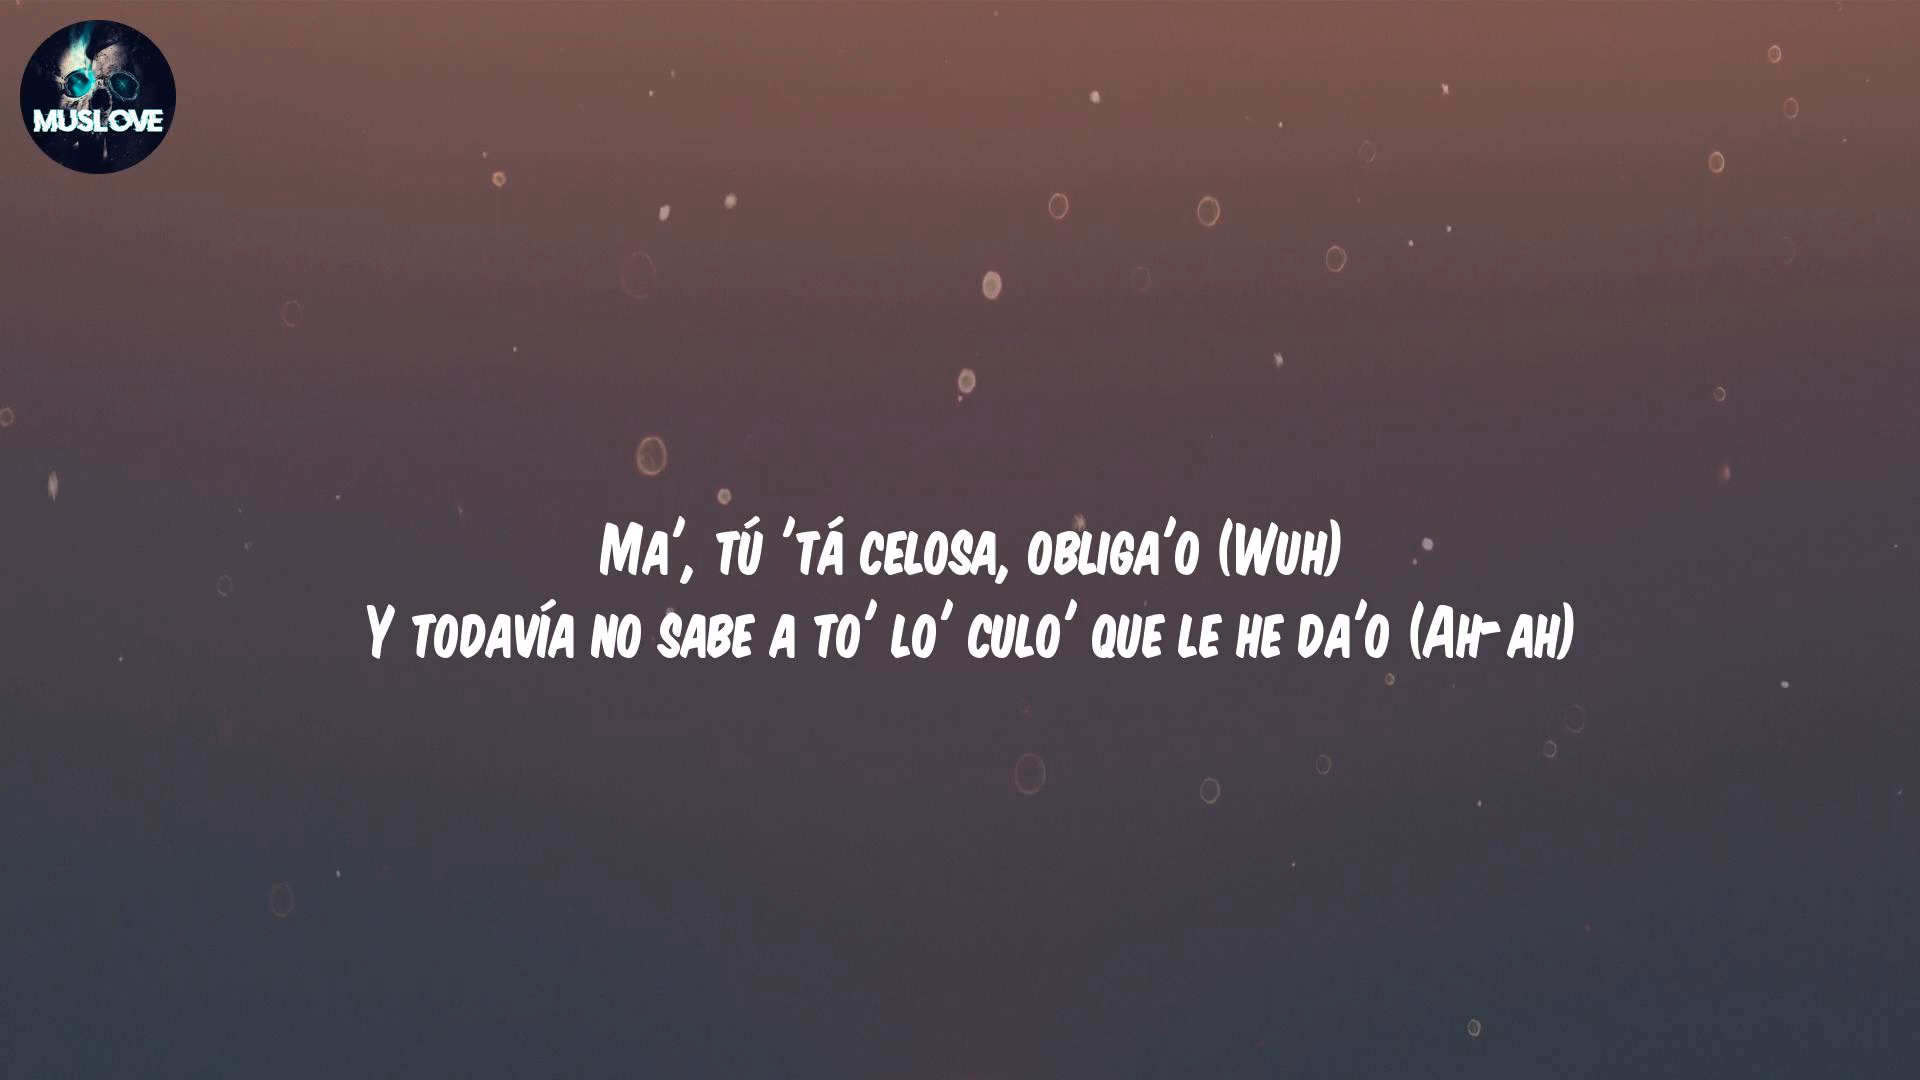 MUSLOVE
Ma', tú 'tá celosa, obliga'o (Wuh)
Y todavía no sabe a to' lo' culo' que le he da'o (Ah-ah)